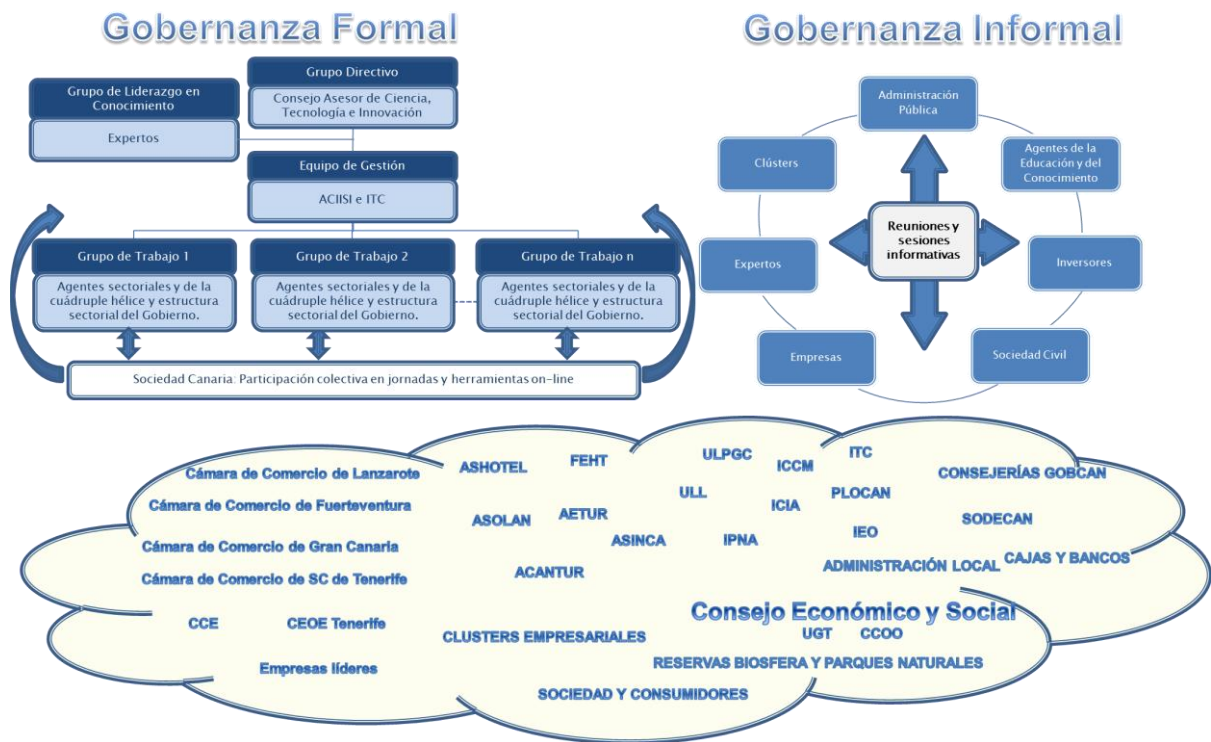 Gobernanza Formal
Gobernanza Informal
Grupo Directivo
Consejo Asesor de Ciencia,
Tecnología e Innovación
Grupo de Liderazgo en
Conocimiento
Expertos
Equipo de Gestión
ACIISI e ITC
Grupo de Trabajo 1
Agentes sectoriales y de la
cuádruple hélice y estructura
sectorial del Gobierno.
Grupo de Trabajo 2
Agentes sectoriales y de la
cuádruple hélice y estructura
sectorial del Gobierno.
Grupo de Trabajo n
Agentes sectoriales y de la
cuádruple hélice y estructura
sectorial del Gobierno.
Sociedad Canaria: Participación colectiva en jornadas y herramientas on-line
Administración
Pública
Agentes de la
Educación y del
Conocimiento
Inversores
Sociedad Civil
Empresas
Expertos
Clústers
Reuniones y
sesiones
informativas
Cámara de Comercio de Lanzarote
Cámara de Comercio de Fuerteventura
Cámara de Comercio de Gran Canaria
Cámara de Comercio de SC de Tenerife
CCE
CEOE Tenerife
Empresas líderes
ASHOTEL
FEHT
ASOLAN
AETUR
ASINCA
ACANTUR
CLUSTERS EMPRESARIALES
SOCIEDAD Y CONSUMIDORES
ULPGC
ICCM
ITC
ULL
ICIA
PLOCAN
IPNA
IEO
CONSEJERÍAS GOBCAN
SODECAN
ADMINISTRACIÓN LOCAL
CAJAS Y BANCOS
Consejo Económico y Social
UGT
CCOO
RESERVAS BIOSFERA Y PARQUES NATURALES